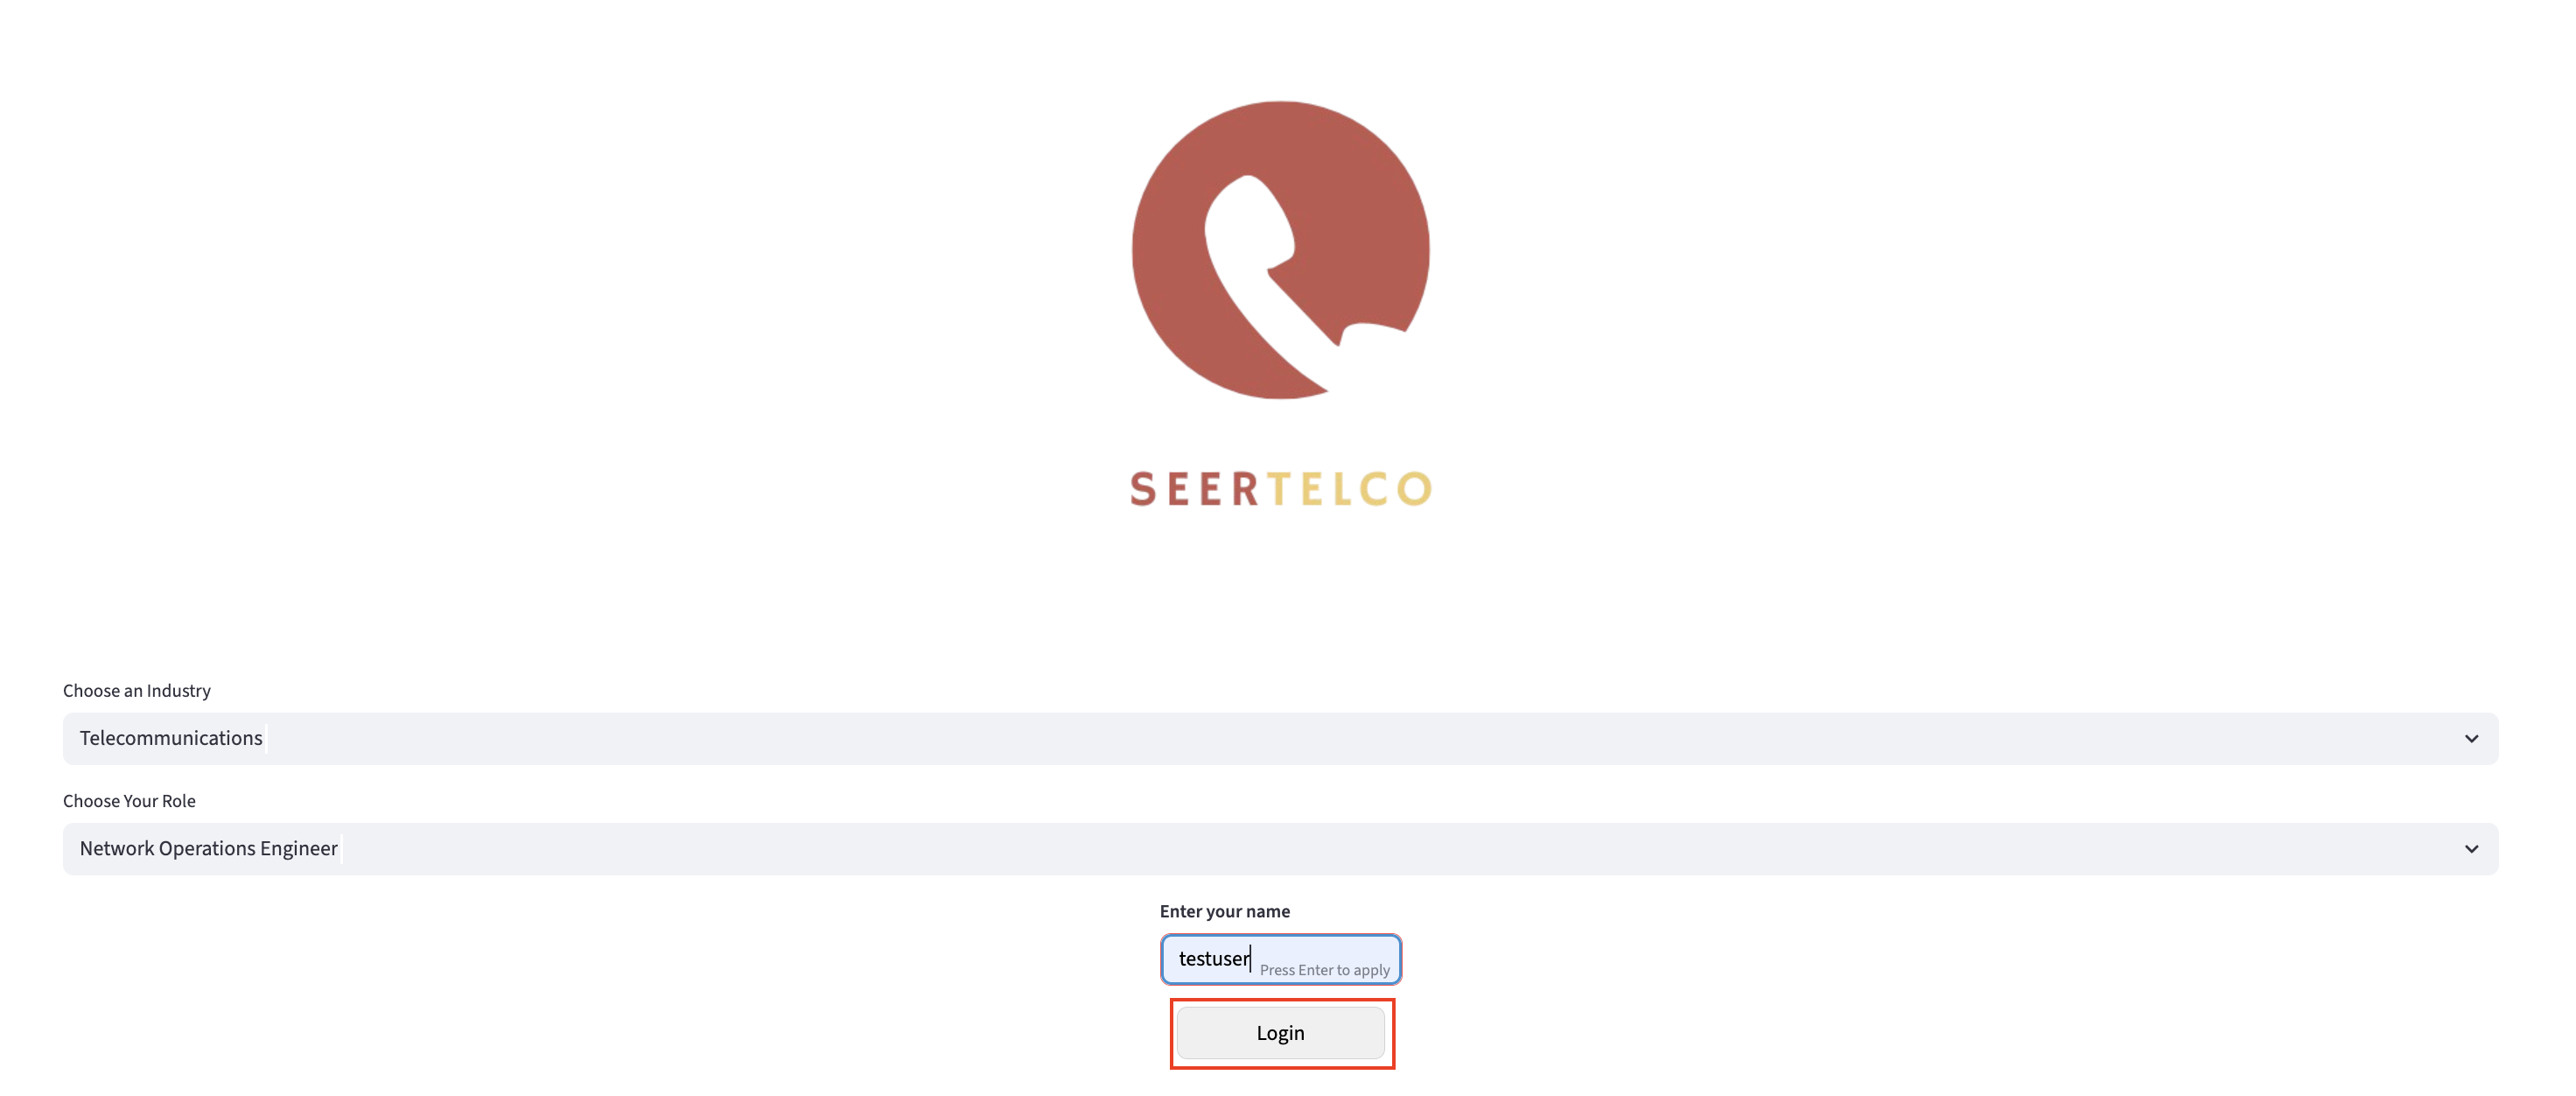 SEERTELCO
Choose an Industry
Telecommunications
Choose Your Role
Network Operations Engineer
Enter your name
testuser Press Enter to apply
Login